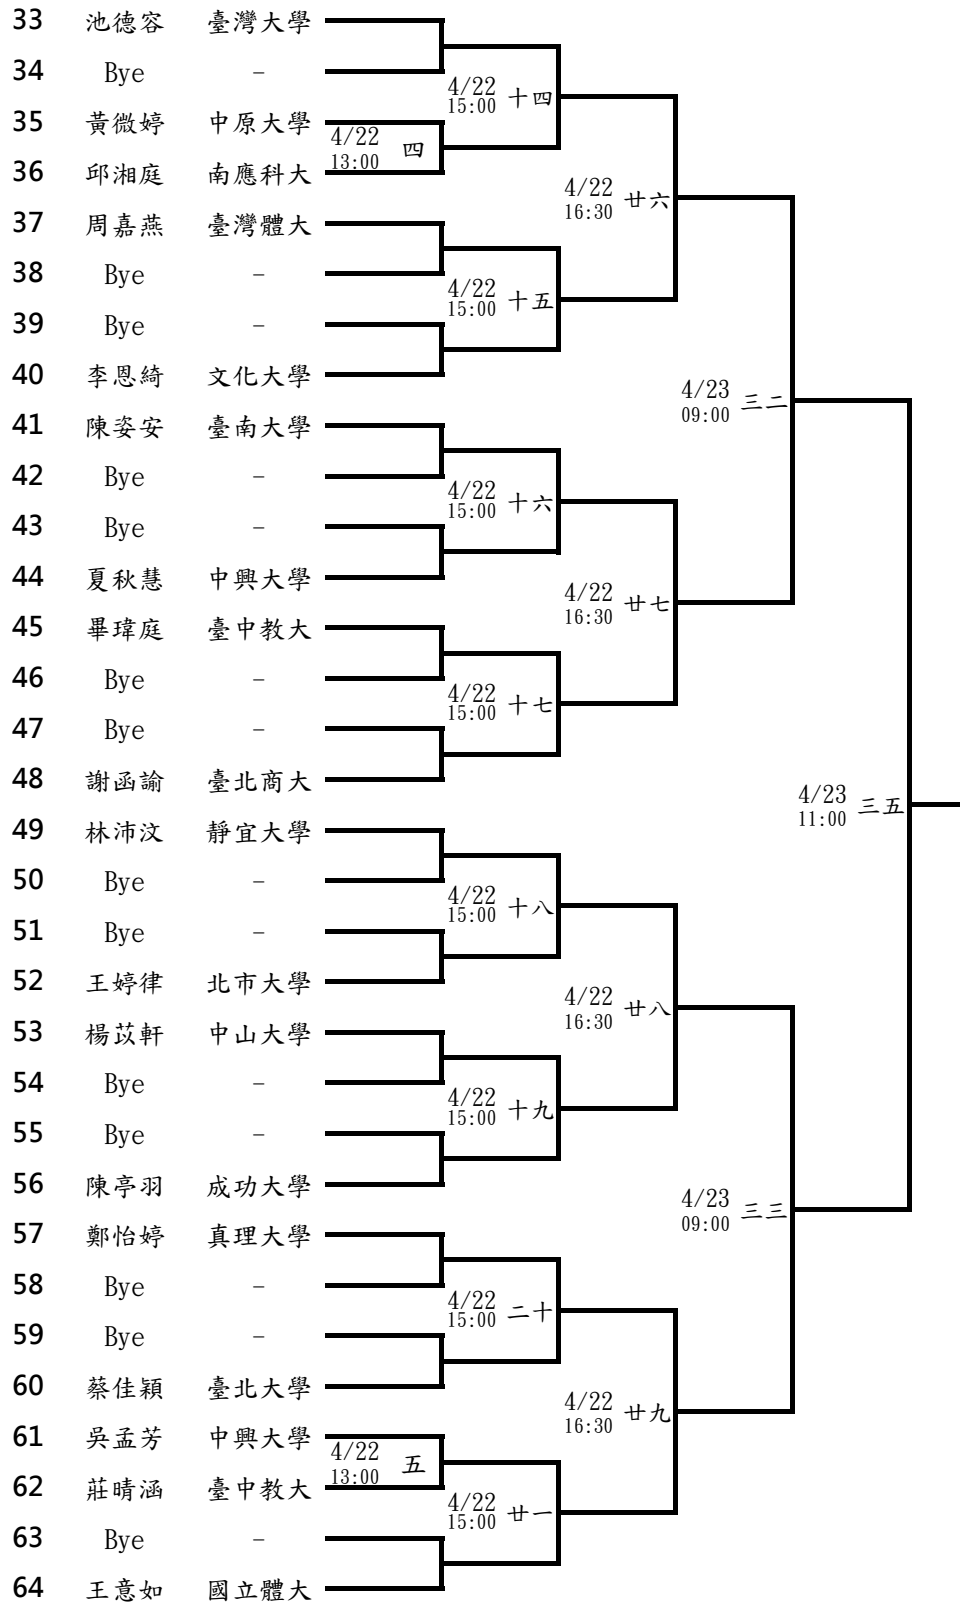 33 池德容 臺灣大學
34 Bye -
4/22
15:00 十四
35 黃微婷 中原大學
4/22
13:00 四
36 邱湘庭 南應科大
4/22
16:30 廿六
37 周嘉燕 臺灣體大
38 Bye -
4/22
15:00 十五
39 Bye -
40 李恩綺 文化大學
4/23
09:00 三二
41 陳姿安 臺南大學
42 Bye -
4/22
15:00 十六
43 Bye -
44 夏秋慧 中興大學
4/22
16:30 廿七
45 畢瑋庭 臺中教大
46 Bye -
4/22
15:00 十七
47 Bye -
48 謝函諭 臺北商大
4/23
11:00 三五
49 林沛汶 靜宜大學
50 Bye -
4/22
15:00 十八
51 Bye -
52 王婷律 北市大學
4/22
16:30 廿八
53 楊苡軒 中山大學
54 Bye -
4/22
15:00 十九
55 Bye -
56 陳亭羽 成功大學
4/23
09:00 三三
57 鄭怡婷 真理大學
58 Bye -
4/22
15:00 二十
59 Bye -
60 蔡佳穎 臺北大學
4/22
16:30 廿九
61 吳孟芳 中興大學
4/22
13:00 五
62 莊晴涵 臺中教大
4/22
15:00 廿一
63 Bye -
64 王意如 國立體大